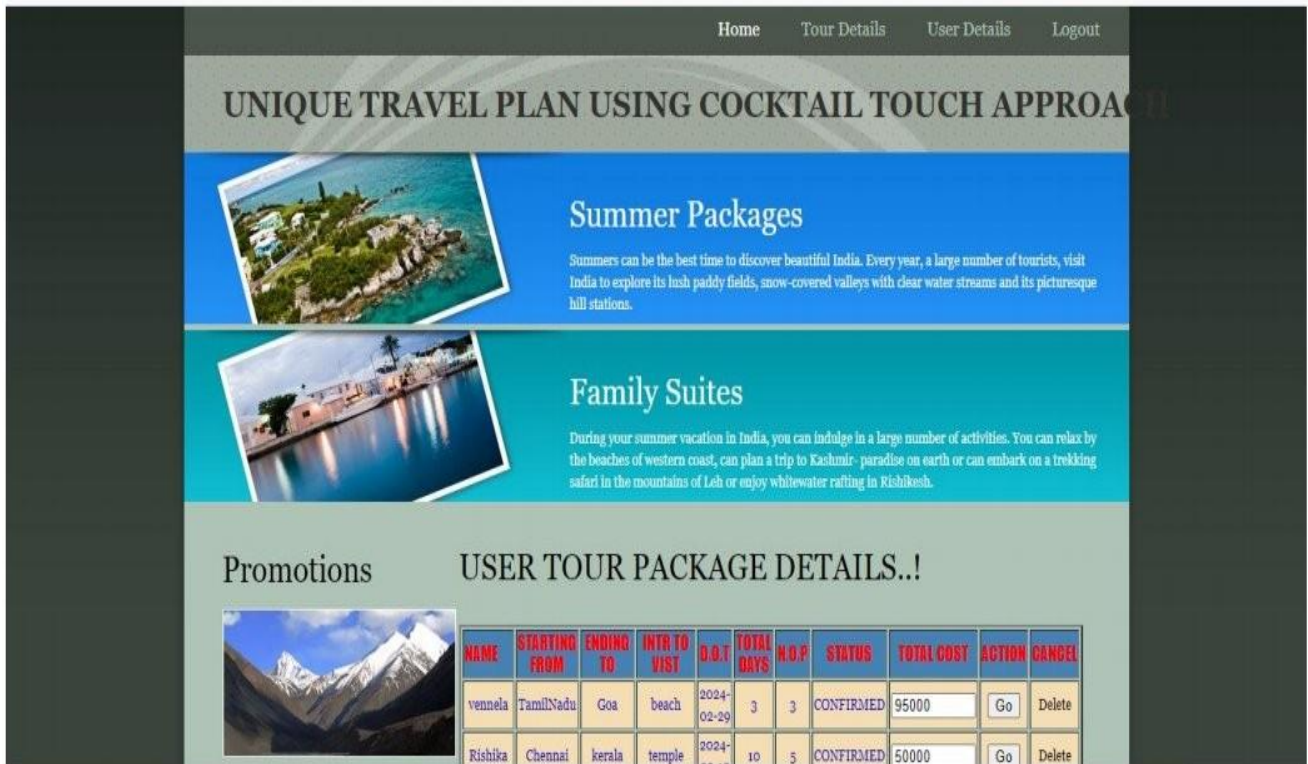 Home Tour Details User Details Logout
UNIQUE TRAVEL PLAN USING COCKTAIL TOUCH APPROACH
Summer Packages
Summers can be the best time to discover beautiful India. Every year, a large number of tourists, visit
India to explore its lush paddy fields, snow-covered valleys with clear water streams and its picturesque
hill stations.
Family Suites
During your summer vacation in India, you can indulge in a large number of activities. You can relax by
the beaches of western coast, can plan a trip to Kashmir- paradise on earth or can embark on a trekking
safari in the mountains of Leh or enjoy whitewater rafting in Rishikesh.
Promotions
USER TOUR PACKAGE DETAILS..!
NAME STARTING FROM ENDING TO INTR TO VIST D.O.T TOTAL DAYS N.O.P STATUS TOTAL COST ACTION CANCEL
vennela TamilNadu Goa beach 2024-02-29 3 3 CONFIRMED 95000 Go Delete
Rishika Chennai kerala temple 2024- 10 5 CONFIRMED 50000 Go Delete